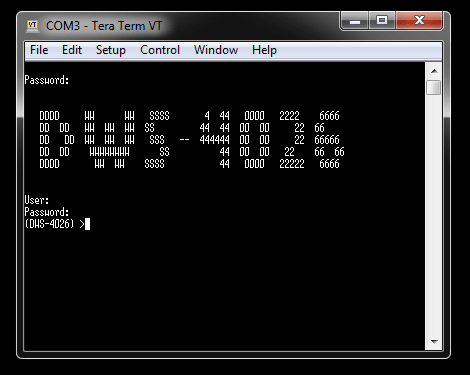 COM3 - Tera Term VT
File Edit Setup Control Window Help
Password:
DDDD WW WW SSSS 4 44 0000 2222 6666
DD DD WW WW WW SS 44 44 00 00 22 66
DD DD WW WW WW SSS -- 444444 00 00 22 66666
DD DD WWWWWWWW SS 44 00 00 22 66 66
DDDD WW WW SSSS 44 0000 22222 6666
User:
Password:
(DWS-4026) >